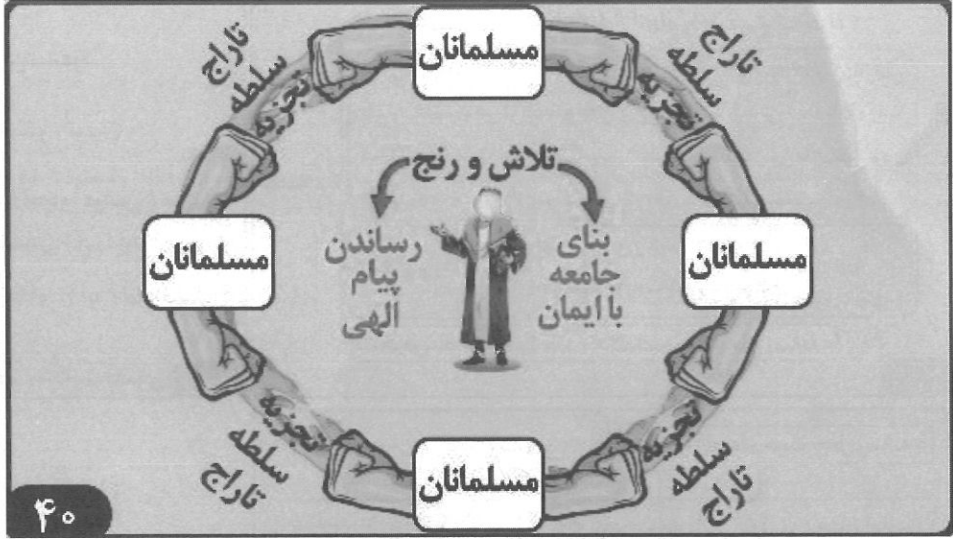 مسلمانان
تاراج
سلطه
تجزیه
تاراج
سلطه
تجزیه
تلاش و رنج
بنای
جامعه
با ایمان
رساندن
پیام
الهی
مسلمانان
مسلمانان
تجزیه
سلطه
تاراج
تجزیه
سلطه
تاراج
مسلمانان
۴۰